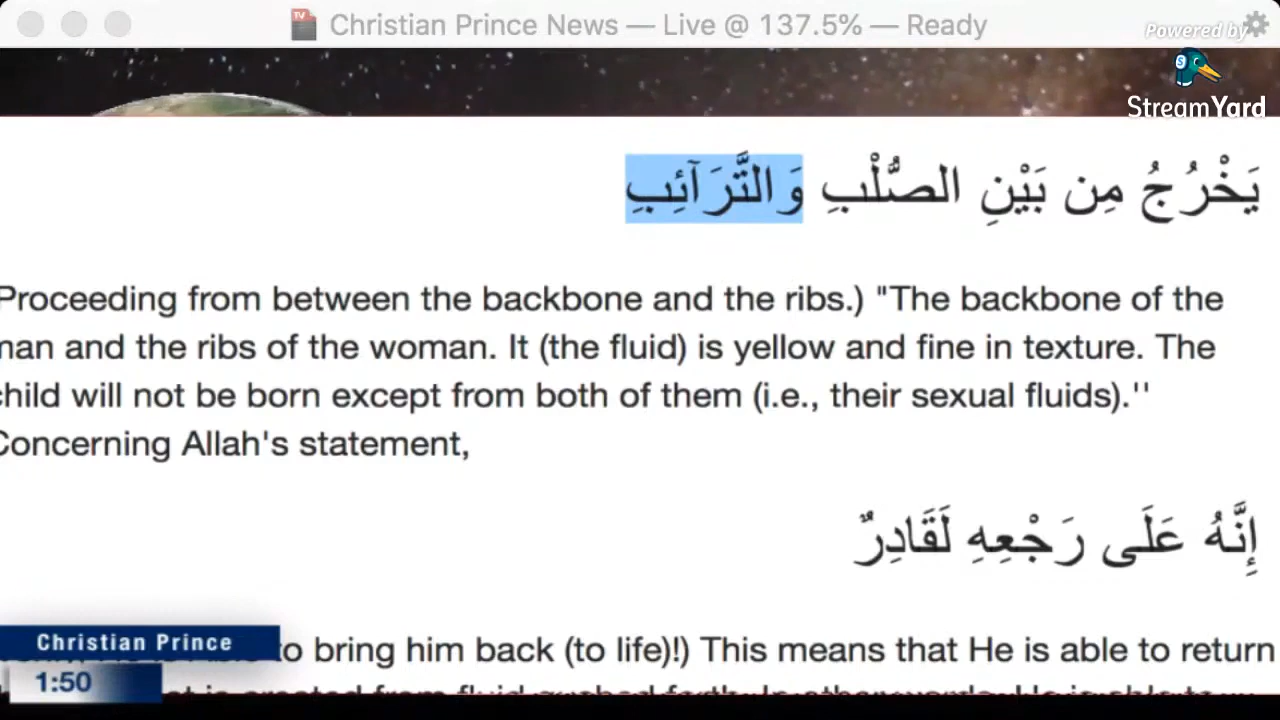 Christian Prince News — Live @ 137.5% — Ready
Powered by
StreamYard
يَخْرُجُ مِن بَيْنِ الصُّلْبِ وَالتَّرَآئِبِ
Proceeding from between the backbone and the ribs.) "The backbone of the
man and the ribs of the woman. It (the fluid) is yellow and fine in texture. The
child will not be born except from both of them (i.e., their sexual fluids).''
Concerning Allah's statement,
إِنَّهُ عَلَى رَجْعِهِ لَقَادِرٌ
to bring him back (to life)!) This means that He is able to return
Christian Prince
1:50